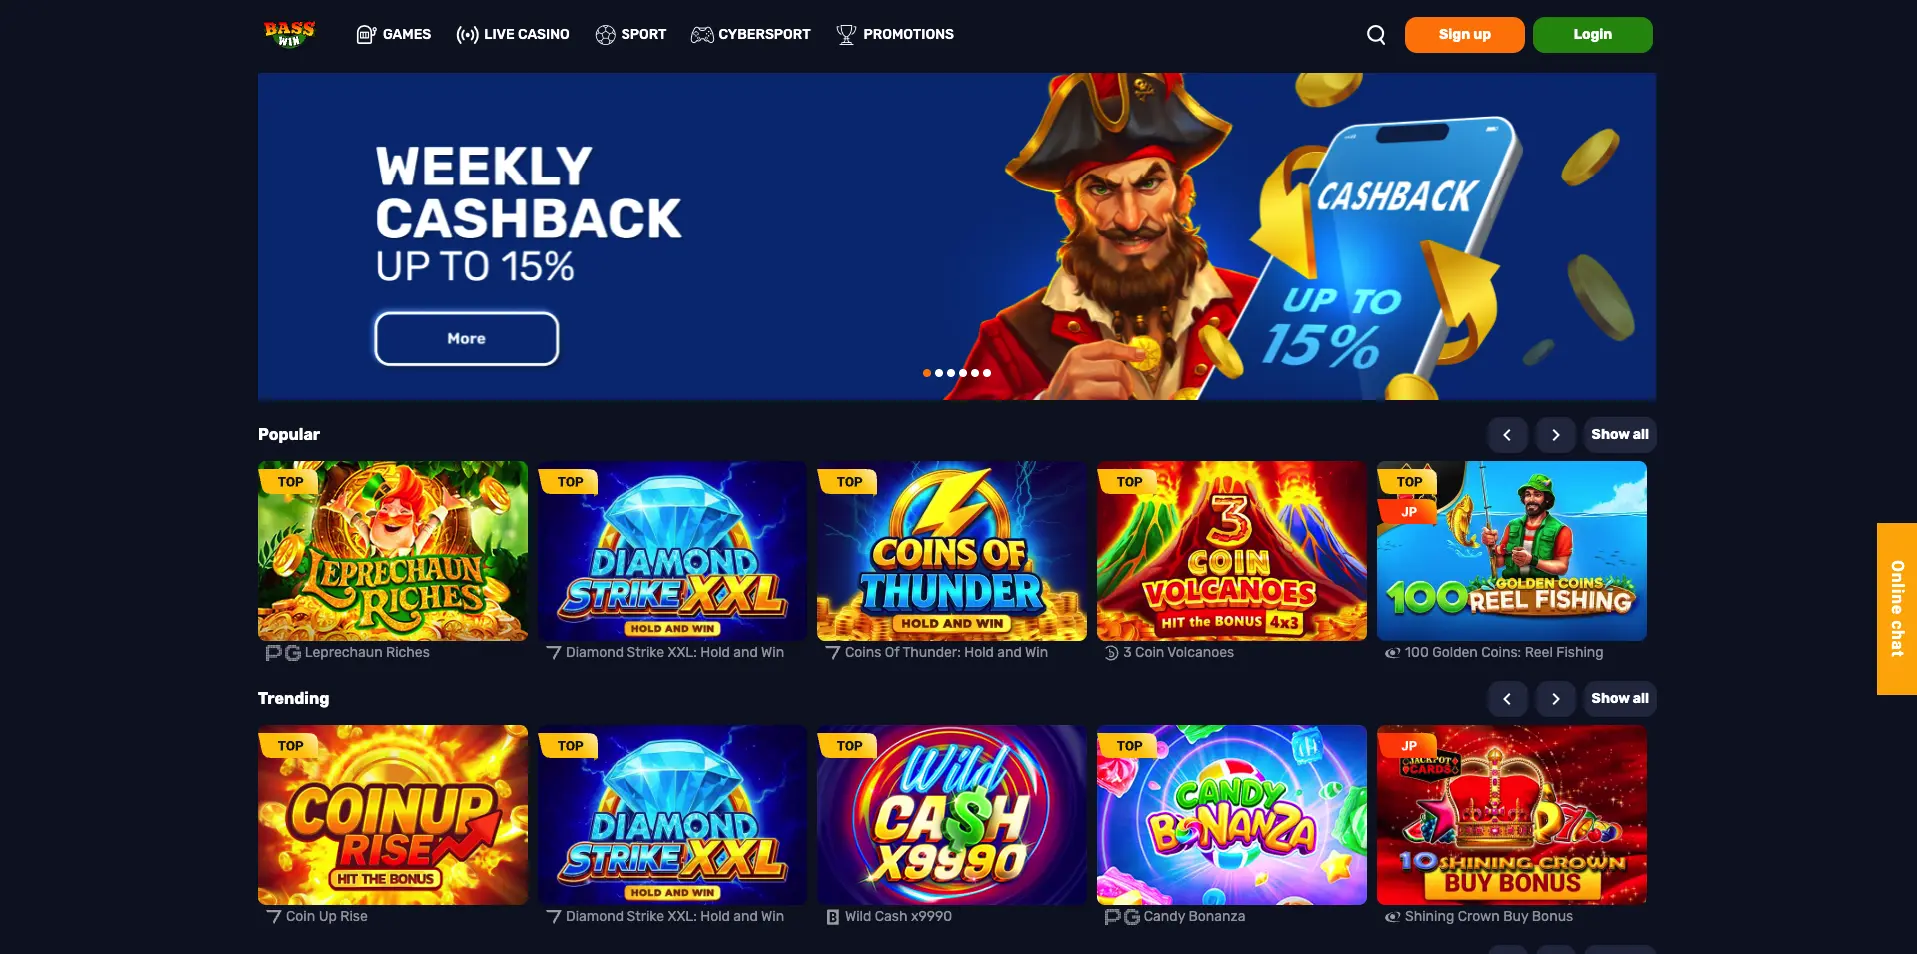 BASS
WIN
GAMES
LIVE CASINO
SPORT
CYBERSPORT
PROMOTIONS
Sign up
Login
WEEKLY
CASHBACK
UP TO 15%
More
CASHBACK
UP TO
15%
Popular
Show all
TOP
LEPRECHAUN
RICHES
TOP
DIAMOND
STRIKE XXL
HOLD AND WIN
TOP
COINS OF
THUNDER
HOLD AND WIN
TOP
3
COIN
VOLCANOES
HIT the BONUS 4x3
TOP
JP
100 GOLDEN COINS
REEL FISHING
PG Leprechaun Riches
Diamond Strike XXL: Hold and Win
Coins Of Thunder: Hold and Win
3 Coin Volcanoes
100 Golden Coins: Reel Fishing
Online chat
Trending
Show all
TOP
COIN UP
RISE
HIT THE BONUS
TOP
DIAMOND
STRIKE XXL
HOLD AND WIN
TOP
Wild
CA$H
X9990
TOP
CANDY
BONANZA
JP
JACKPOT
CARDS
10 SHINING CROWN
BUY BONUS
Coin Up Rise
Diamond Strike XXL: Hold and Win
B Wild Cash x9990
PG Candy Bonanza
Shining Crown Buy Bonus